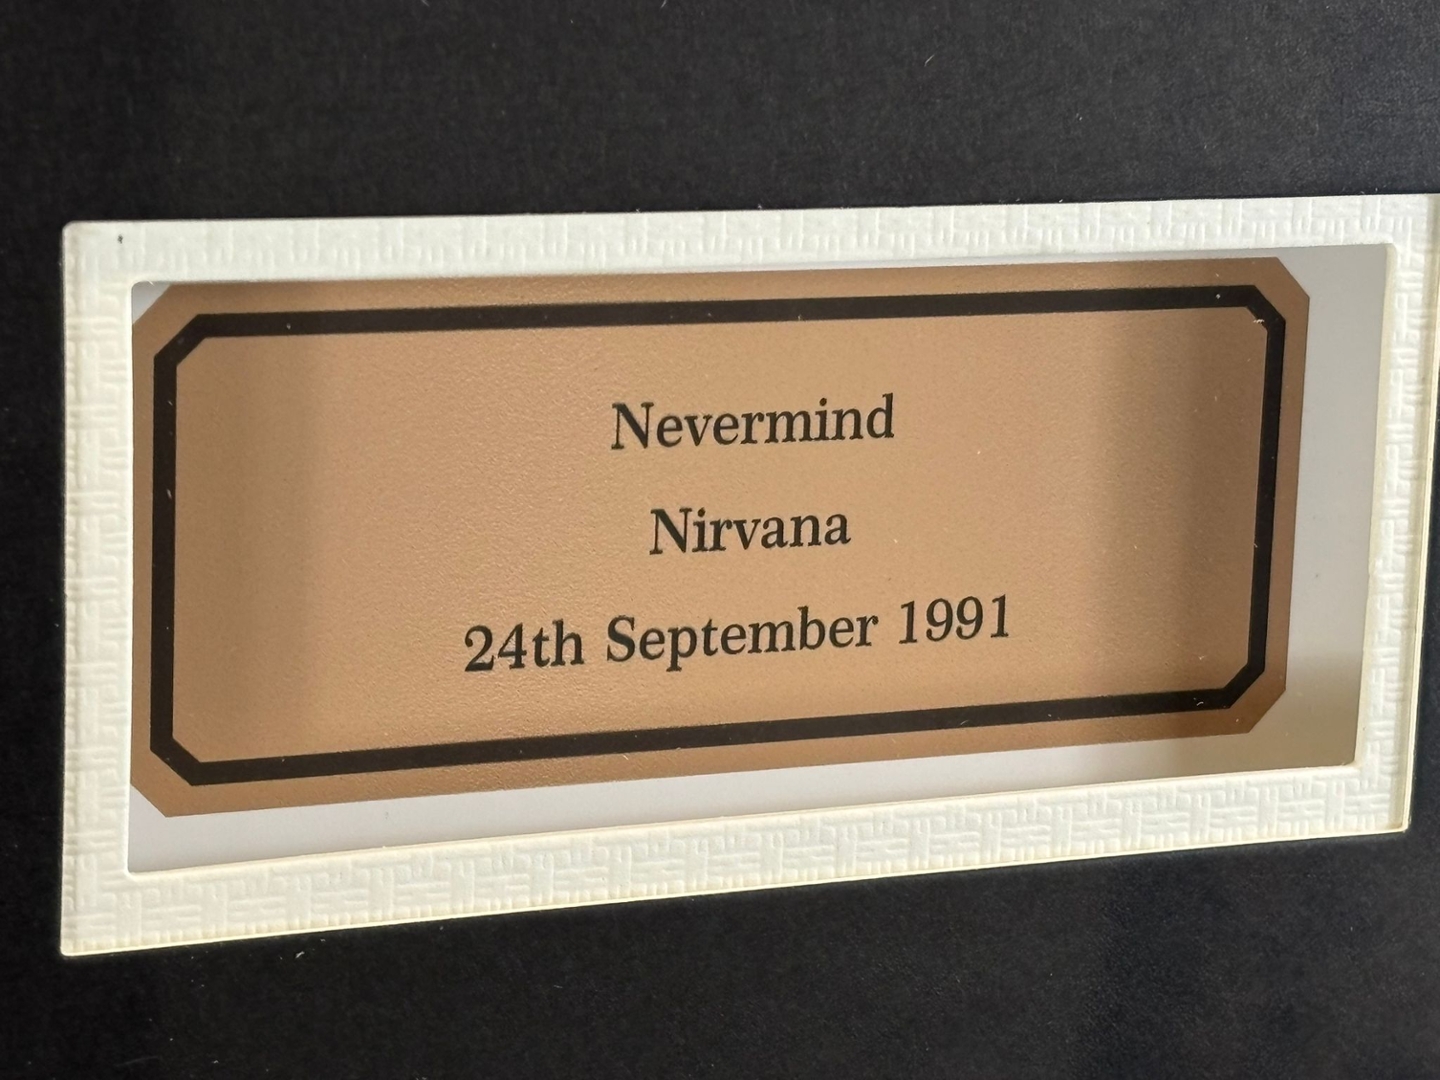 Nevermind
Nirvana
24th September 1991